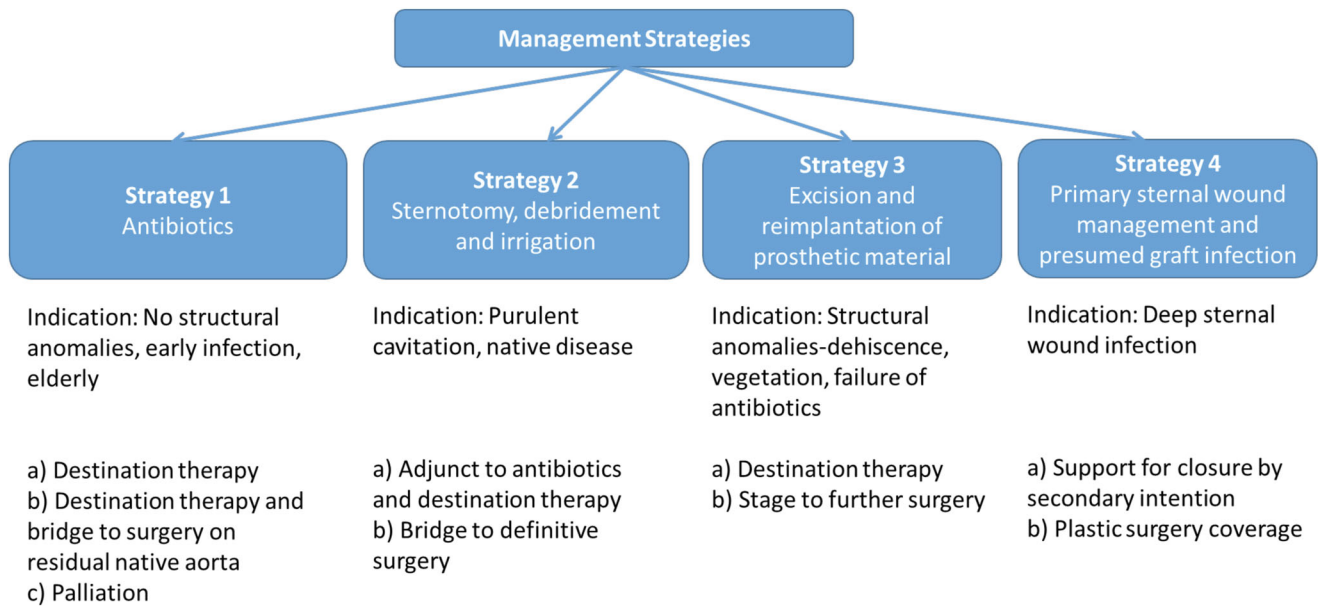 Management Strategies
Strategy 1
Antibiotics
Strategy 2
Sternotomy, debridement
and irrigation
Strategy 3
Excision and
reimplantation of
prosthetic material
Strategy 4
Primary sternal wound
management and
presumed graft infection
Indication: No structural
anomalies, early infection,
elderly
Indication: Purulent
cavitation, native disease
Indication: Structural
anomalies-dehiscence,
vegetation, failure of
antibiotics
Indication: Deep sternal
wound infection
a) Destination therapy
b) Destination therapy and
bridge to surgery on
residual native aorta
c) Palliation
a) Adjunct to antibiotics
and destination therapy
b) Bridge to definitive
surgery
a) Destination therapy
b) Stage to further surgery
a) Support for closure by
secondary intention
b) Plastic surgery coverage